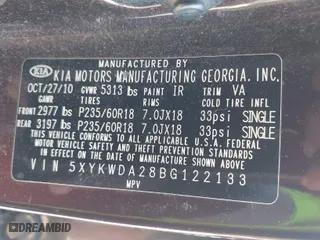 MANUFACTURED BY
KIA KIA MOTORS MANUFACTURING GEORGIA, INC.
OCT/27/10 GVWR 5313 lbs PAINT IR TRIM VA
GAWR TIRES RIMS COLD TIRE INFLATION
FRONT 2977 lbs P235/60R18 7.0JX18 33psi SINGLE
REAR 3197 lbs P235/60R18 7.0JX18 33psi SINGLE
THIS VEHICLE CONFORMS TO ALL APPLICABLE U.S.A. FEDERAL MOTOR
VEHICLE SAFETY AND THEFT PREVENTION STANDARDS IN EFFECT ON
THE DATE OF MANUFACTURE SHOWN ABOVE.
VIN 5XYKWDA28BG122133
MPV